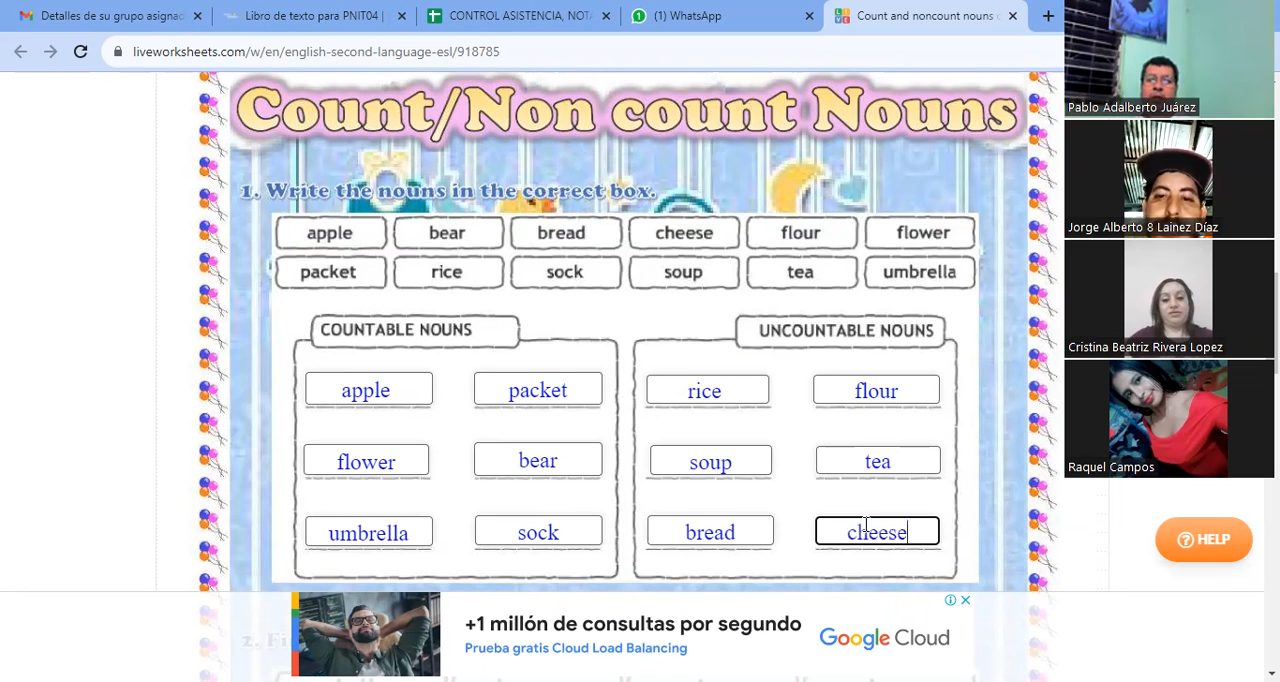 Detalles de su grupo asigna
Libro de texto para PNIT04 |
CONTROL ASISTENCIA, NOTA
(1) WhatsApp
Count and noncount nouns
liveworksheets.com/w/en/english-second-language-esl/918785
Count/Non count Nouns
1. Write the nouns in the correct box.
apple bear bread cheese flour flower
packet rice sock soup tea umbrella
COUNTABLE NOUNS UNCOUNTABLE NOUNS
apple packet rice flour
flower bear soup tea
umbrella sock bread cheese
+1 millón de consultas por segundo
Prueba gratis Cloud Load Balancing
Google Cloud
HELP
Pablo Adalberto Juárez
Jorge Alberto 8 Lainez Díaz
Cristina Beatriz Rivera Lopez
Raquel Campos